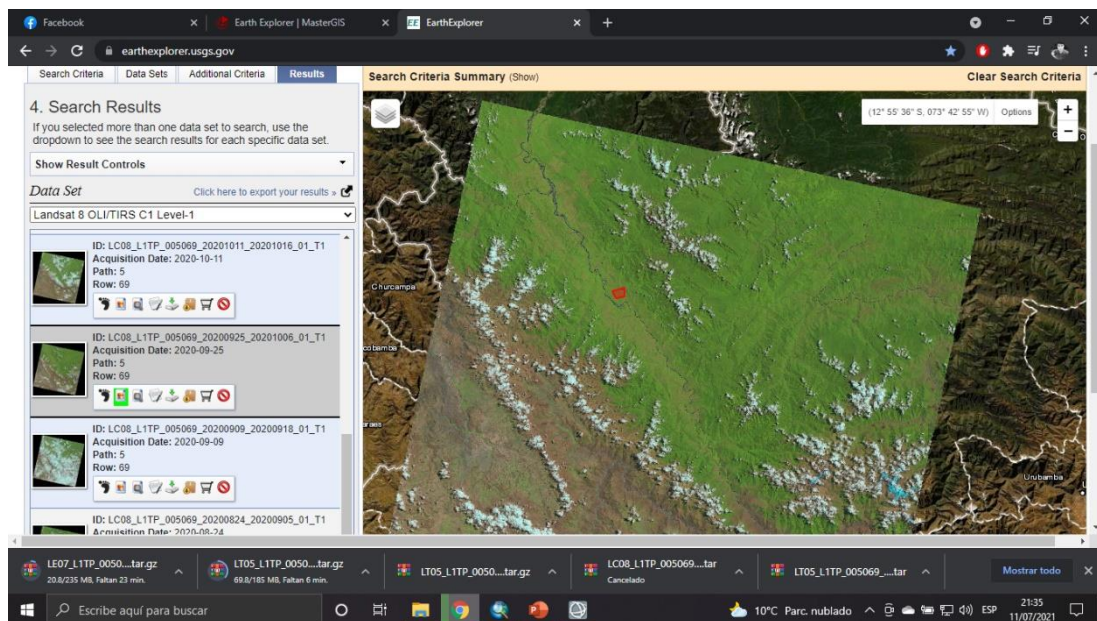 Facebook
Earth Explorer | MasterGIS
EarthExplorer
earthexplorer.usgs.gov
Search Criteria
Data Sets
Additional Criteria
Results
4. Search Results
If you selected more than one data set to search, use the
dropdown to see the search results for each specific data set.
Show Result Controls
Data Set
Click here to export your results »
Landsat 8 OLI/TIRS C1 Level-1
ID: LC08_L1TP_005069_20201011_20201016_01_T1
Acquisition Date: 2020-10-11
Path: 5
Row: 69
ID: LC08_L1TP_005069_20200925_20201006_01_T1
Acquisition Date: 2020-09-25
Path: 5
Row: 69
ID: LC08_L1TP_005069_20200909_20200918_01_T1
Acquisition Date: 2020-09-09
Path: 5
Row: 69
ID: LC08_L1TP_005069_20200824_20200905_01_T1
Acquisition Date: 2020-08-24
Search Criteria Summary (Show)
Clear Search Criteria
(12° 55' 36" S, 073° 42' 55" W)
Options
+
−
Churcampa
cobamba
Urubamba
LE07_L1TP_0050....tar.gz
20.8/235 MB, Faltan 23 min.
LT05_L1TP_0050....tar.gz
69.8/185 MB, Faltan 6 min.
LT05_L1TP_0050....tar.gz
LC08_L1TP_005069....tar
Cancelado
LT05_L1TP_005069_....tar
Mostrar todo
Escribe aquí para buscar
10°C Parc. nublado
ESP
21:35
11/07/2021